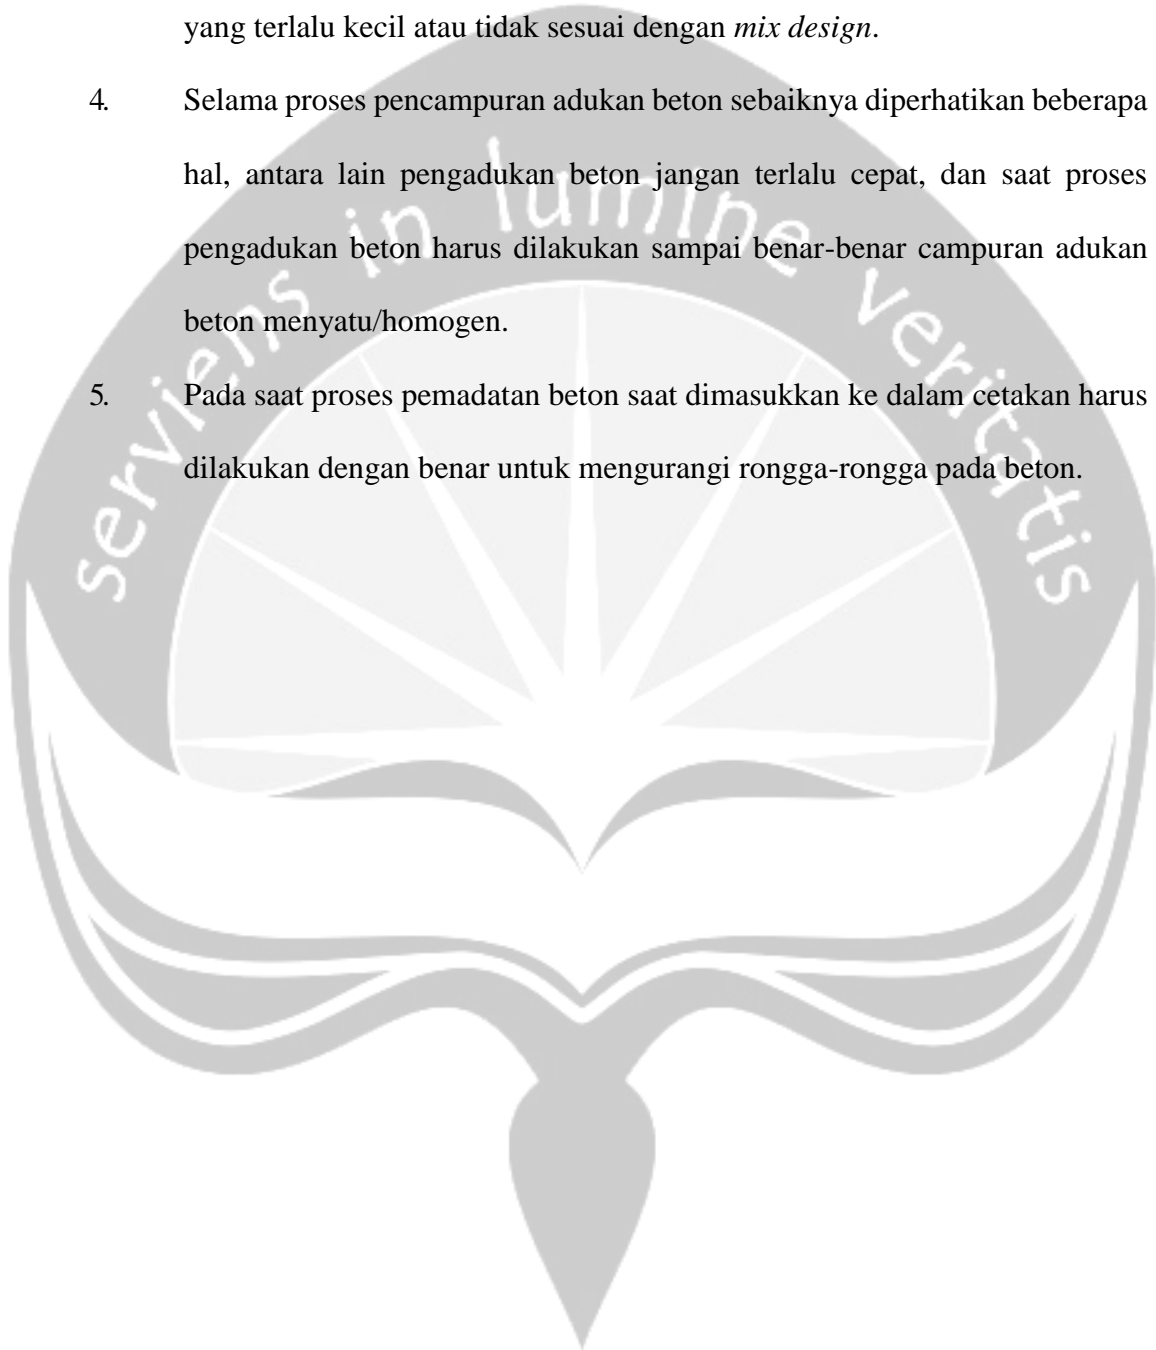 yang terlalu kecil atau tidak sesuai dengan mix design.
4. Selama proses pencampuran adukan beton sebaiknya diperhatikan beberapa
hal, antara lain pengadukan beton jangan terlalu cepat, dan saat proses
pengadukan beton harus dilakukan sampai benar-benar campuran adukan
beton menyatu/homogen.
5. Pada saat proses pemadatan beton saat dimasukkan ke dalam cetakan harus
dilakukan dengan benar untuk mengurangi rongga-rongga pada beton.
serviens in lumine veritatis